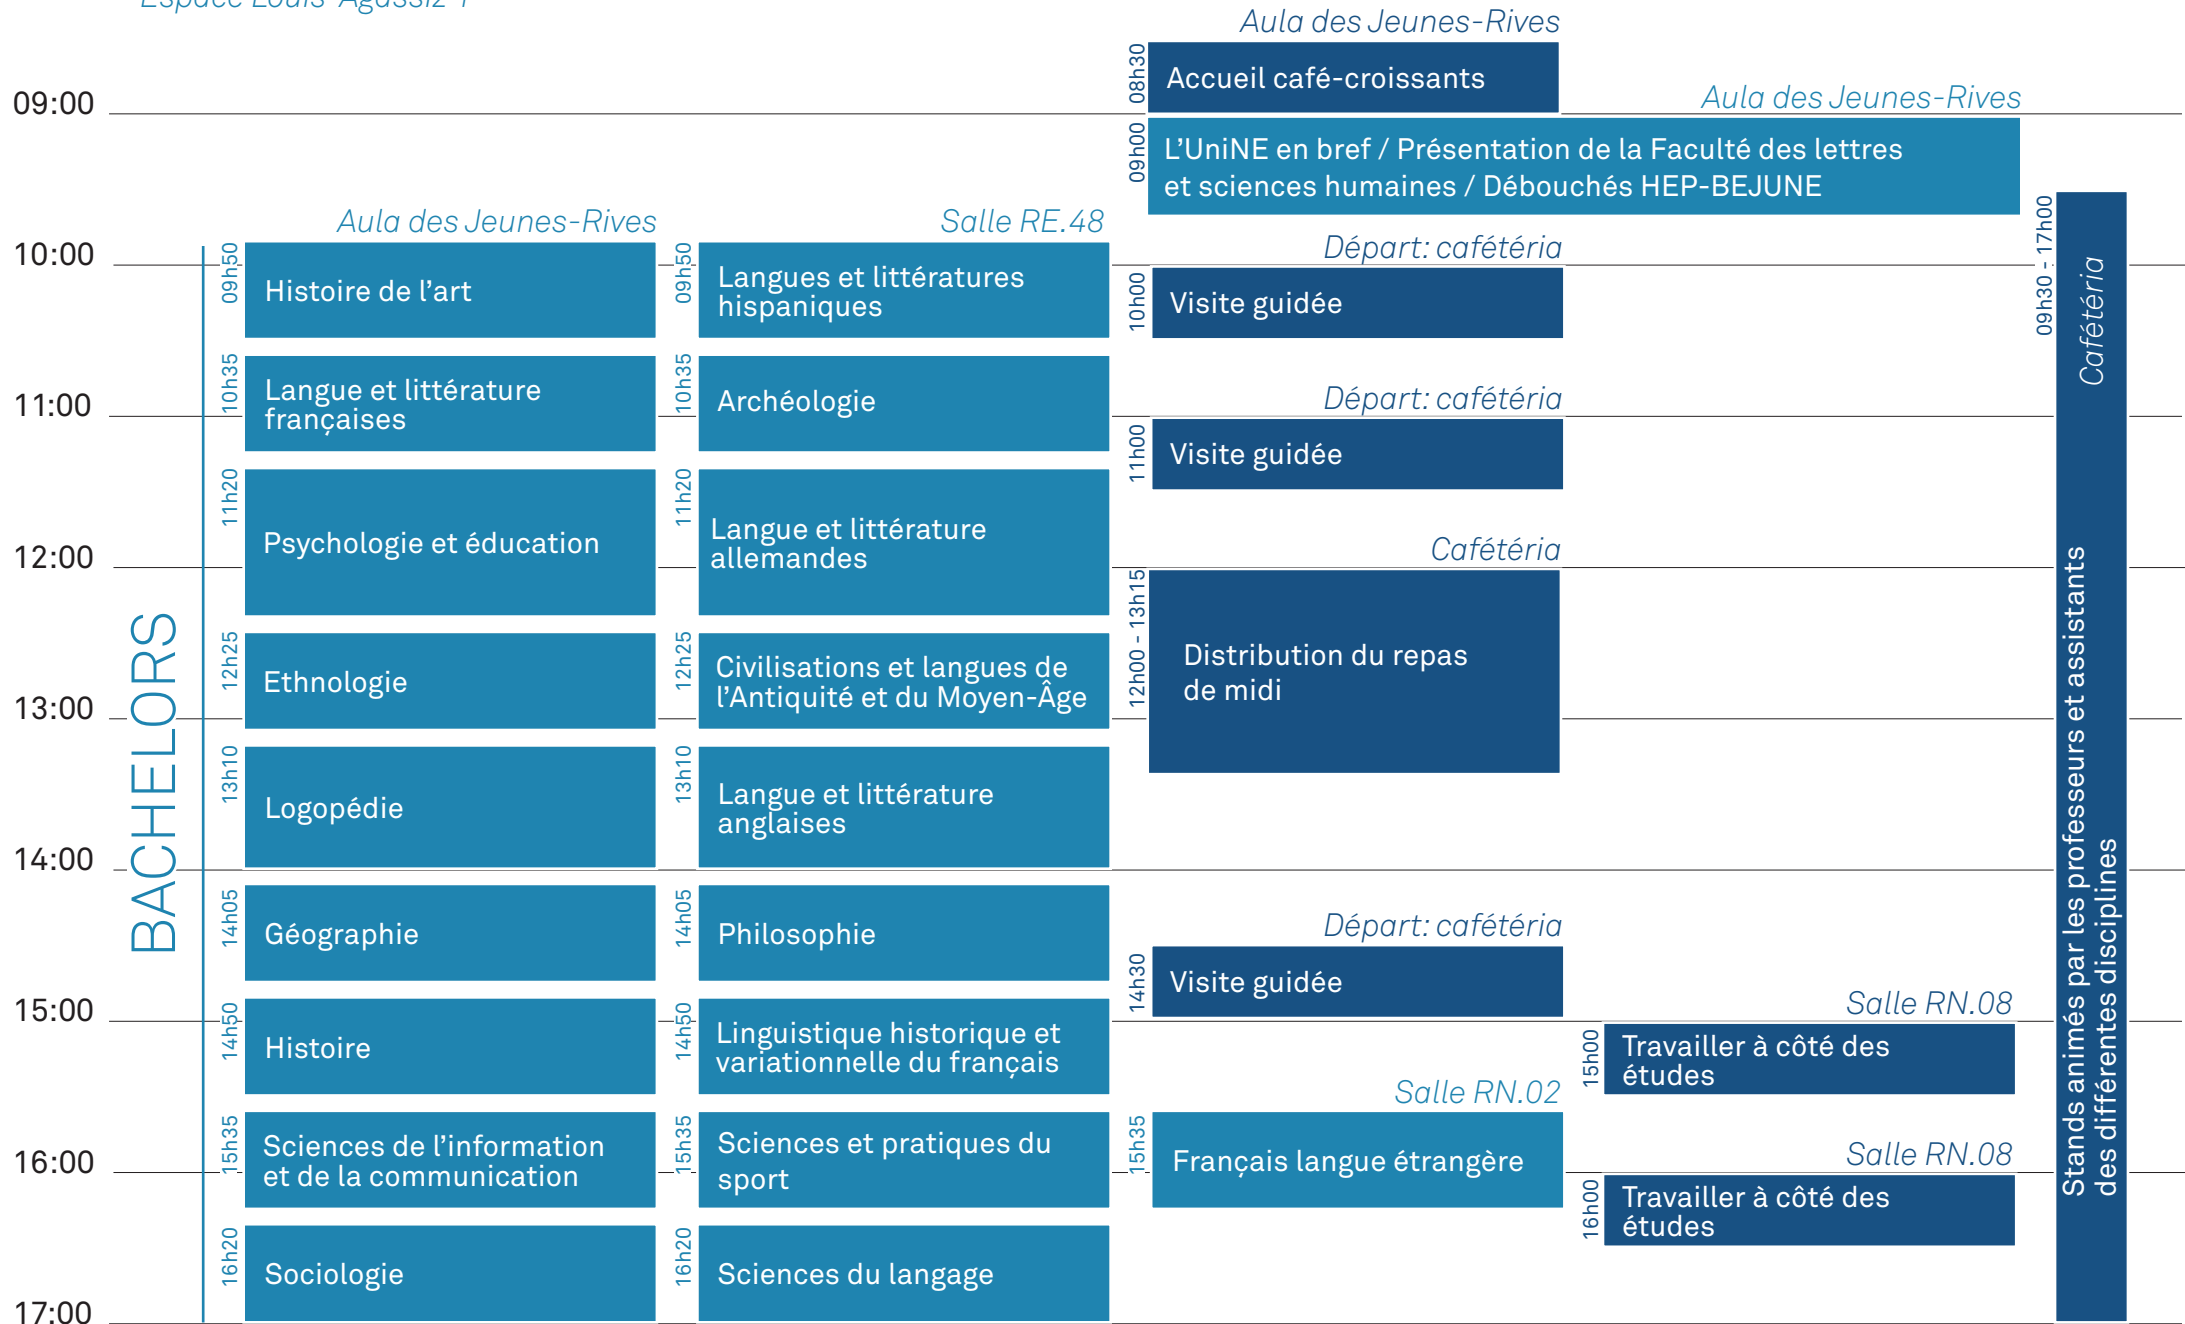 Espace Louis-Agassiz 1
Aula des Jeunes-Rives
08h30
Accueil café-croissants
09:00
Aula des Jeunes-Rives
09h00
L'UniNE en bref / Présentation de la Faculté des lettres
et sciences humaines / Débouchés HEP-BEJUNE
09h30 - 17h00
Cafétéria
Stands animés par les professeurs et assistants
des différentes disciplines
BACHELORS
Aula des Jeunes-Rives
Salle RE.48
10:00
09h50
Histoire de l'art
09h50
Langues et littératures
hispaniques
Départ: cafétéria
10h00
Visite guidée
10h35
Langue et littérature
françaises
10h35
Archéologie
11:00
Départ: cafétéria
11h00
Visite guidée
11h20
Psychologie et éducation
11h20
Langue et littérature
allemandes
12:00
Cafétéria
12h00 - 13h15
Distribution du repas
de midi
12h25
Ethnologie
12h25
Civilisations et langues de
l'Antiquité et du Moyen-Âge
13:00
13h10
Logopédie
13h10
Langue et littérature
anglaises
14:00
14h05
Géographie
14h05
Philosophie
Départ: cafétéria
14h30
Visite guidée
15:00
14h50
Histoire
14h50
Linguistique historique et
variationnelle du français
Salle RN.08
15h00
Travailler à côté des
études
15h35
Sciences de l'information
et de la communication
15h35
Sciences et pratiques du
sport
Salle RN.02
15h35
Français langue étrangère
16:00
Salle RN.08
16h00
Travailler à côté des
études
16h20
Sociologie
16h20
Sciences du langage
17:00